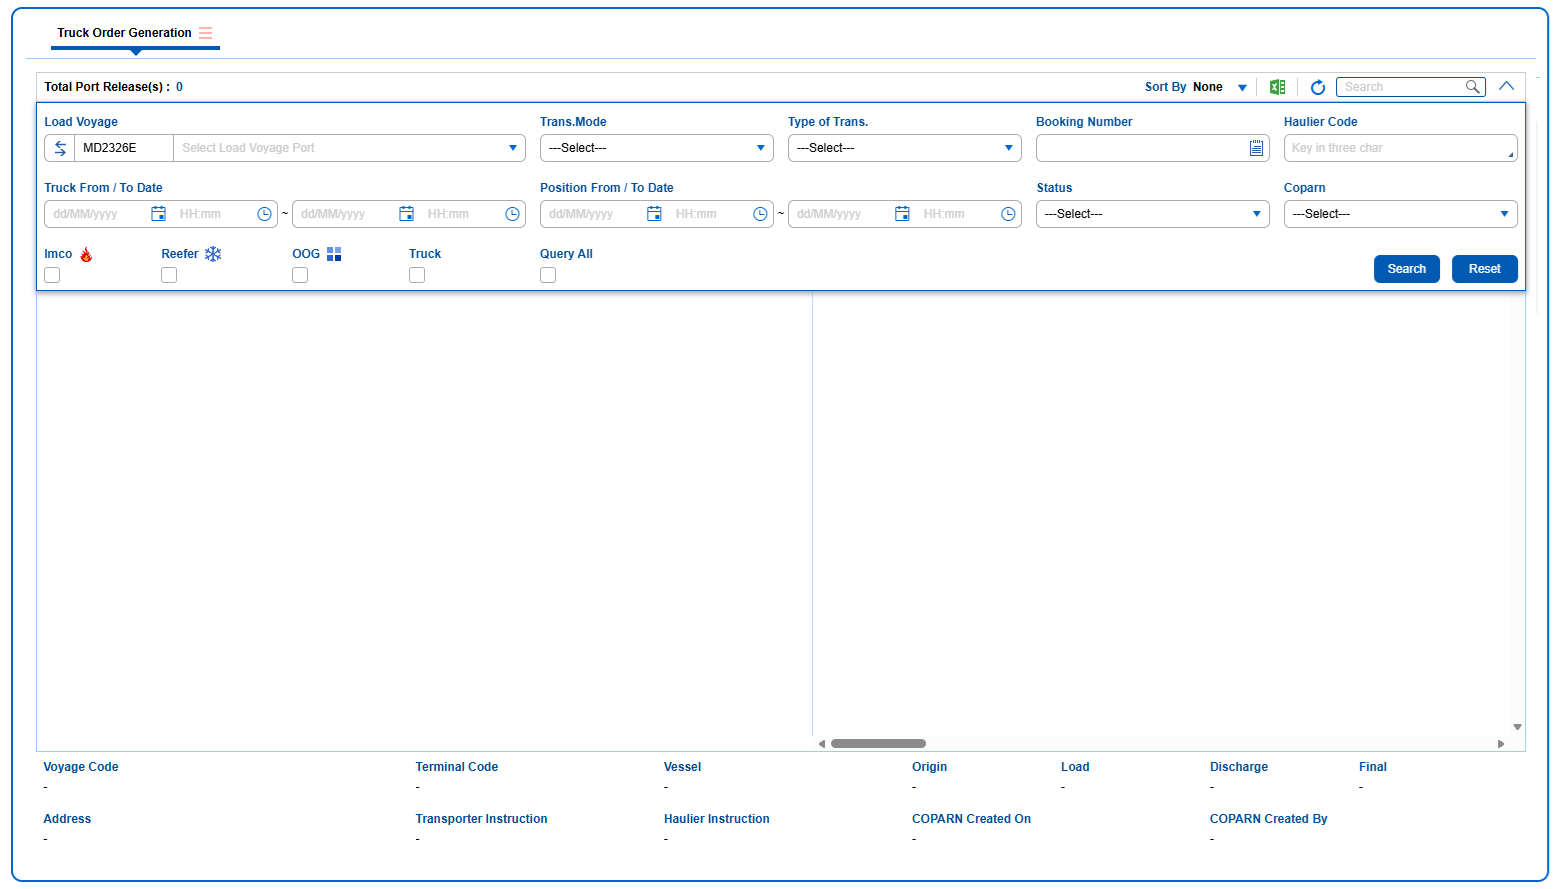 Truck Order Generation
Total Port Release(s) : 0
Sort By None
Search
Load Voyage
Trans.Mode
Type of Trans.
Booking Number
Haulier Code
MD2326E
Select Load Voyage Port
---Select---
---Select---
Key in three char
Truck From / To Date
Position From / To Date
Status
Coparn
dd/MM/yyyy
HH:mm
~
dd/MM/yyyy
HH:mm
dd/MM/yyyy
HH:mm
~
dd/MM/yyyy
HH:mm
---Select---
---Select---
Imco
Reefer
OOG
Truck
Query All
Search
Reset
Voyage Code
Terminal Code
Vessel
Origin
Load
Discharge
Final
-
-
-
-
-
-
-
Address
Transporter Instruction
Haulier Instruction
COPARN Created On
COPARN Created By
-
-
-
-
-